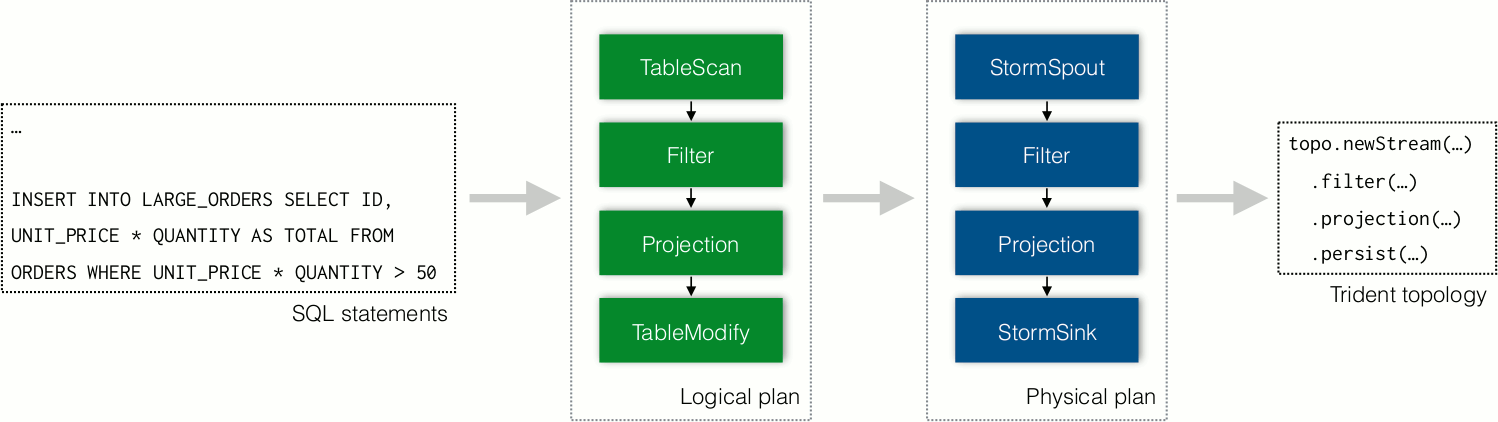 …
INSERT INTO LARGE_ORDERS SELECT ID,
UNIT_PRICE * QUANTITY AS TOTAL FROM
ORDERS WHERE UNIT_PRICE * QUANTITY > 50
SQL statements
TableScan
Filter
Projection
TableModify
Logical plan
StormSpout
Filter
Projection
StormSink
Physical plan
topo.newStream(…)
.filter(…)
.projection(…)
.persist(…)
Trident topology